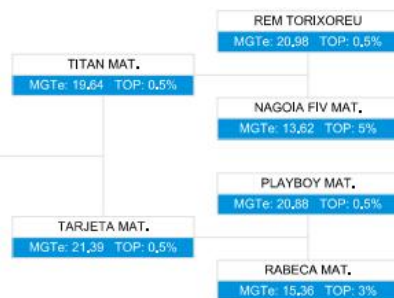 REM TORIXOREU
MGTe: 20,98 TOP: 0.5%
TITAN MAT.
MGTe: 19,64 TOP: 0.5%
NAGOIA FIV MAT.
MGTe: 13,62 TOP: 5%
PLAYBOY MAT.
MGTe: 20,88 TOP: 0.5%
TARJETA MAT.
MGTe: 21,39 TOP: 0.5%
RABECA MAT.
MGTe: 15,36 TOP: 3%